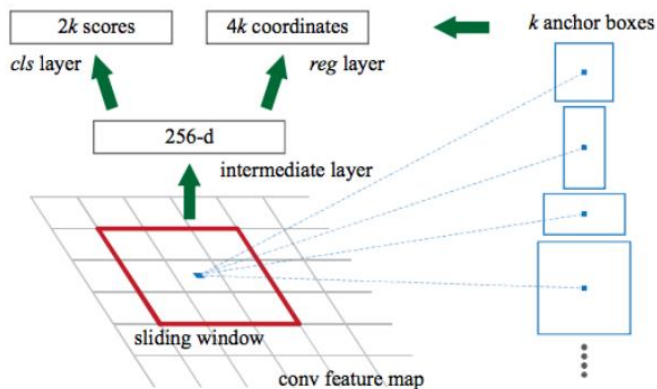 2k scores
4k coordinates
k anchor boxes
cls layer
reg layer
256-d
intermediate layer
sliding window
conv feature map